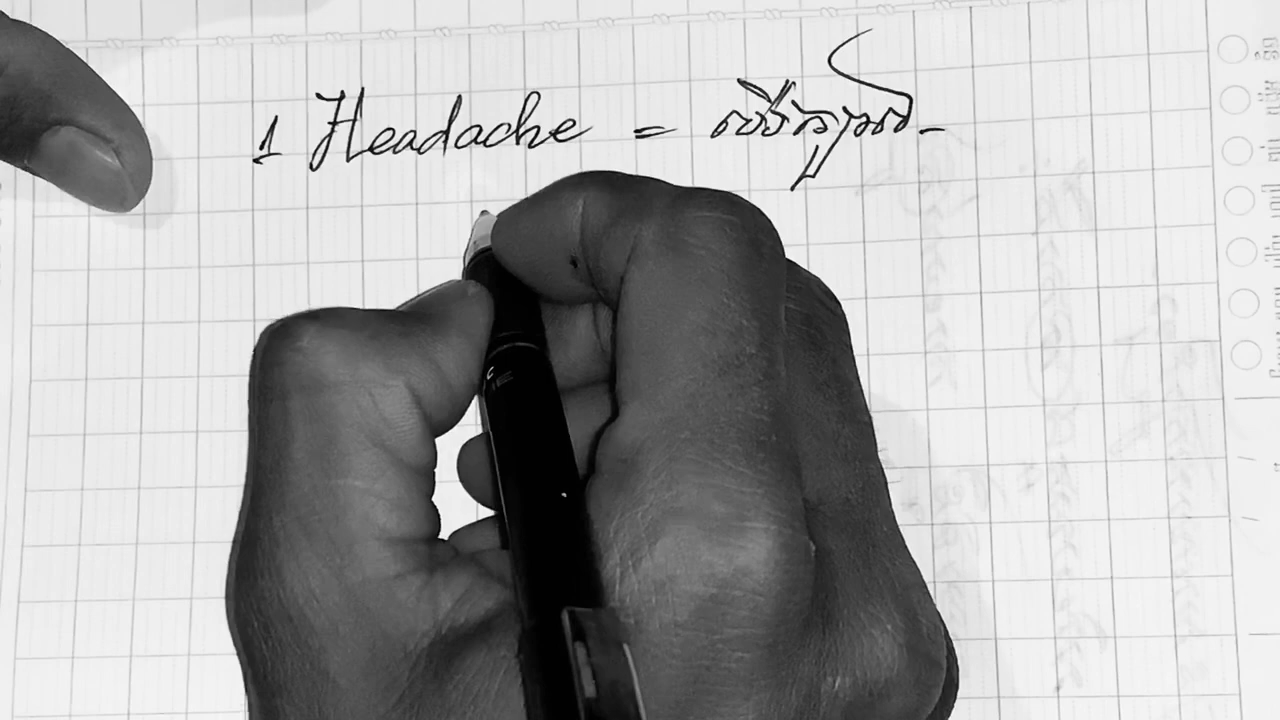 1 Headache = ឈឺក្បាល -